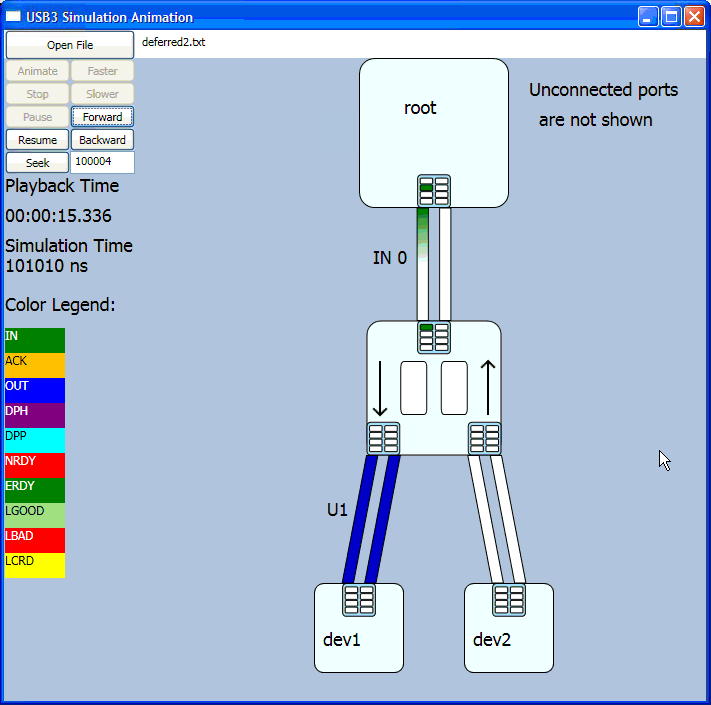 USB3 Simulation Animation
Open File
deferred2.txt
Animate
Faster
Stop
Slower
Pause
Forward
Resume
Backward
Seek
100004
Playback Time
00:00:15.336
Simulation Time
101010 ns
Color Legend:
IN
ACK
OUT
DPH
DPP
NRDY
ERDY
LGOOD
LBAD
LCRD
root
Unconnected ports
are not shown
IN 0
U1
dev1
dev2